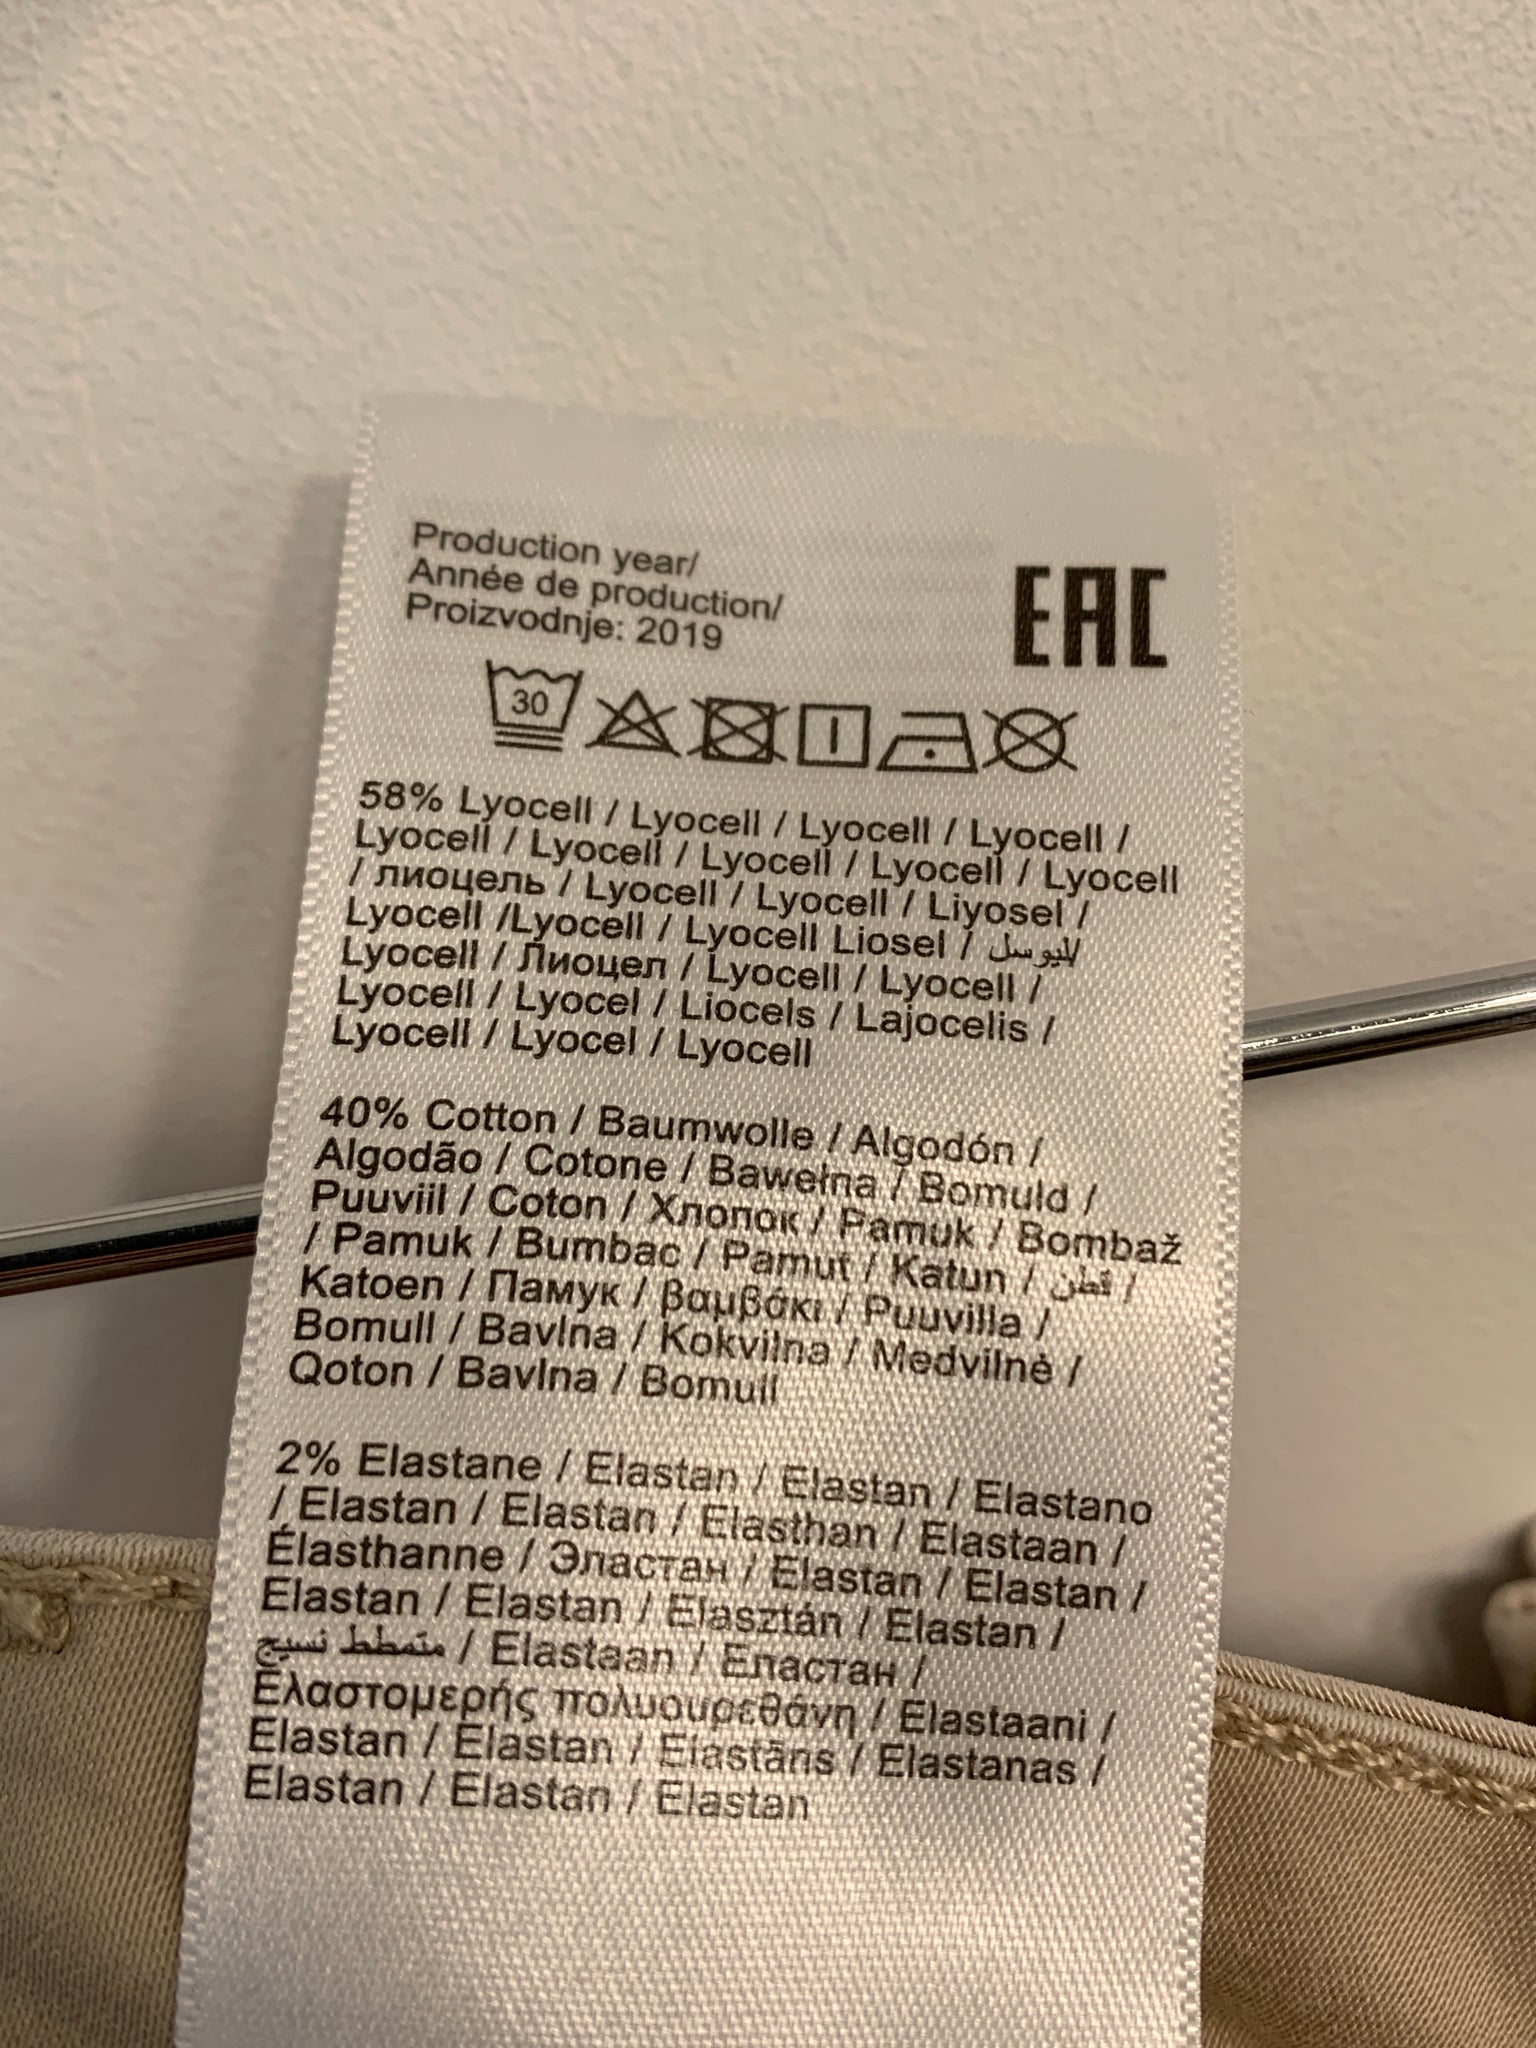 Production year/
Année de production/
Proizvodnje: 2019
EAC
30
58% Lyocell / Lyocell / Lyocell / Lyocell /
Lyocell / Lyocell / Lyocell / Lyocell / Lyocell
/ лиоцель / Lyocell / Lyocell / Liyosel /
Lyocell /Lyocell / Lyocell Liosel / لليوسل/
Lyocell / Лиоцел / Lyocell / Lyocell /
Lyocell / Lyocel / Liocels / Lajocelis /
Lyocell / Lyocel / Lyocell
40% Cotton / Baumwolle / Algodón /
Algodão / Cotone / Bawełna / Bomuld /
Puuviil / Coton / Хлопок / Pamuk / Bombaž
/ Pamuk / Bumbac / Pamut / Katun / قطن /
Katoen / Памук / βαμβάκι / Puuvilla /
Bomull / Bavlna / Kokvilna / Medvilnė /
Qoton / Bavlna / Bomull
2% Elastane / Elastan / Elastan / Elastano
/ Elastan / Elastan / Elasthan / Elastaan /
Élasthanne / Эластан / Elastan / Elastan /
Elastan / Elastan / Elasztán / Elastan /
متمطط نسيج / Elastaan / Еластан /
Ελαστομερής πολυουρεθάνη / Elastaani /
Elastan / Elastan / Elastāns / Elastanas /
Elastan / Elastan / Elastan